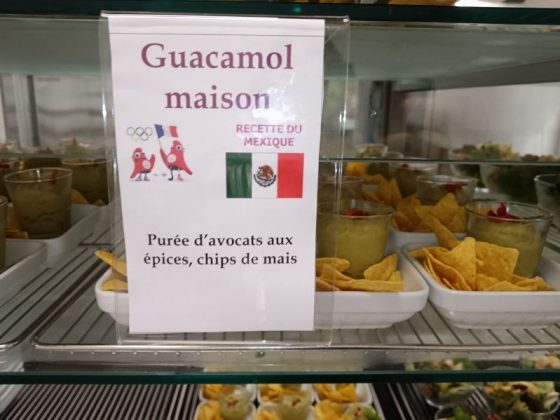 Guacamol
maison
RECETTE DU
MEXIQUE
Purée d'avocats aux
épices, chips de mais